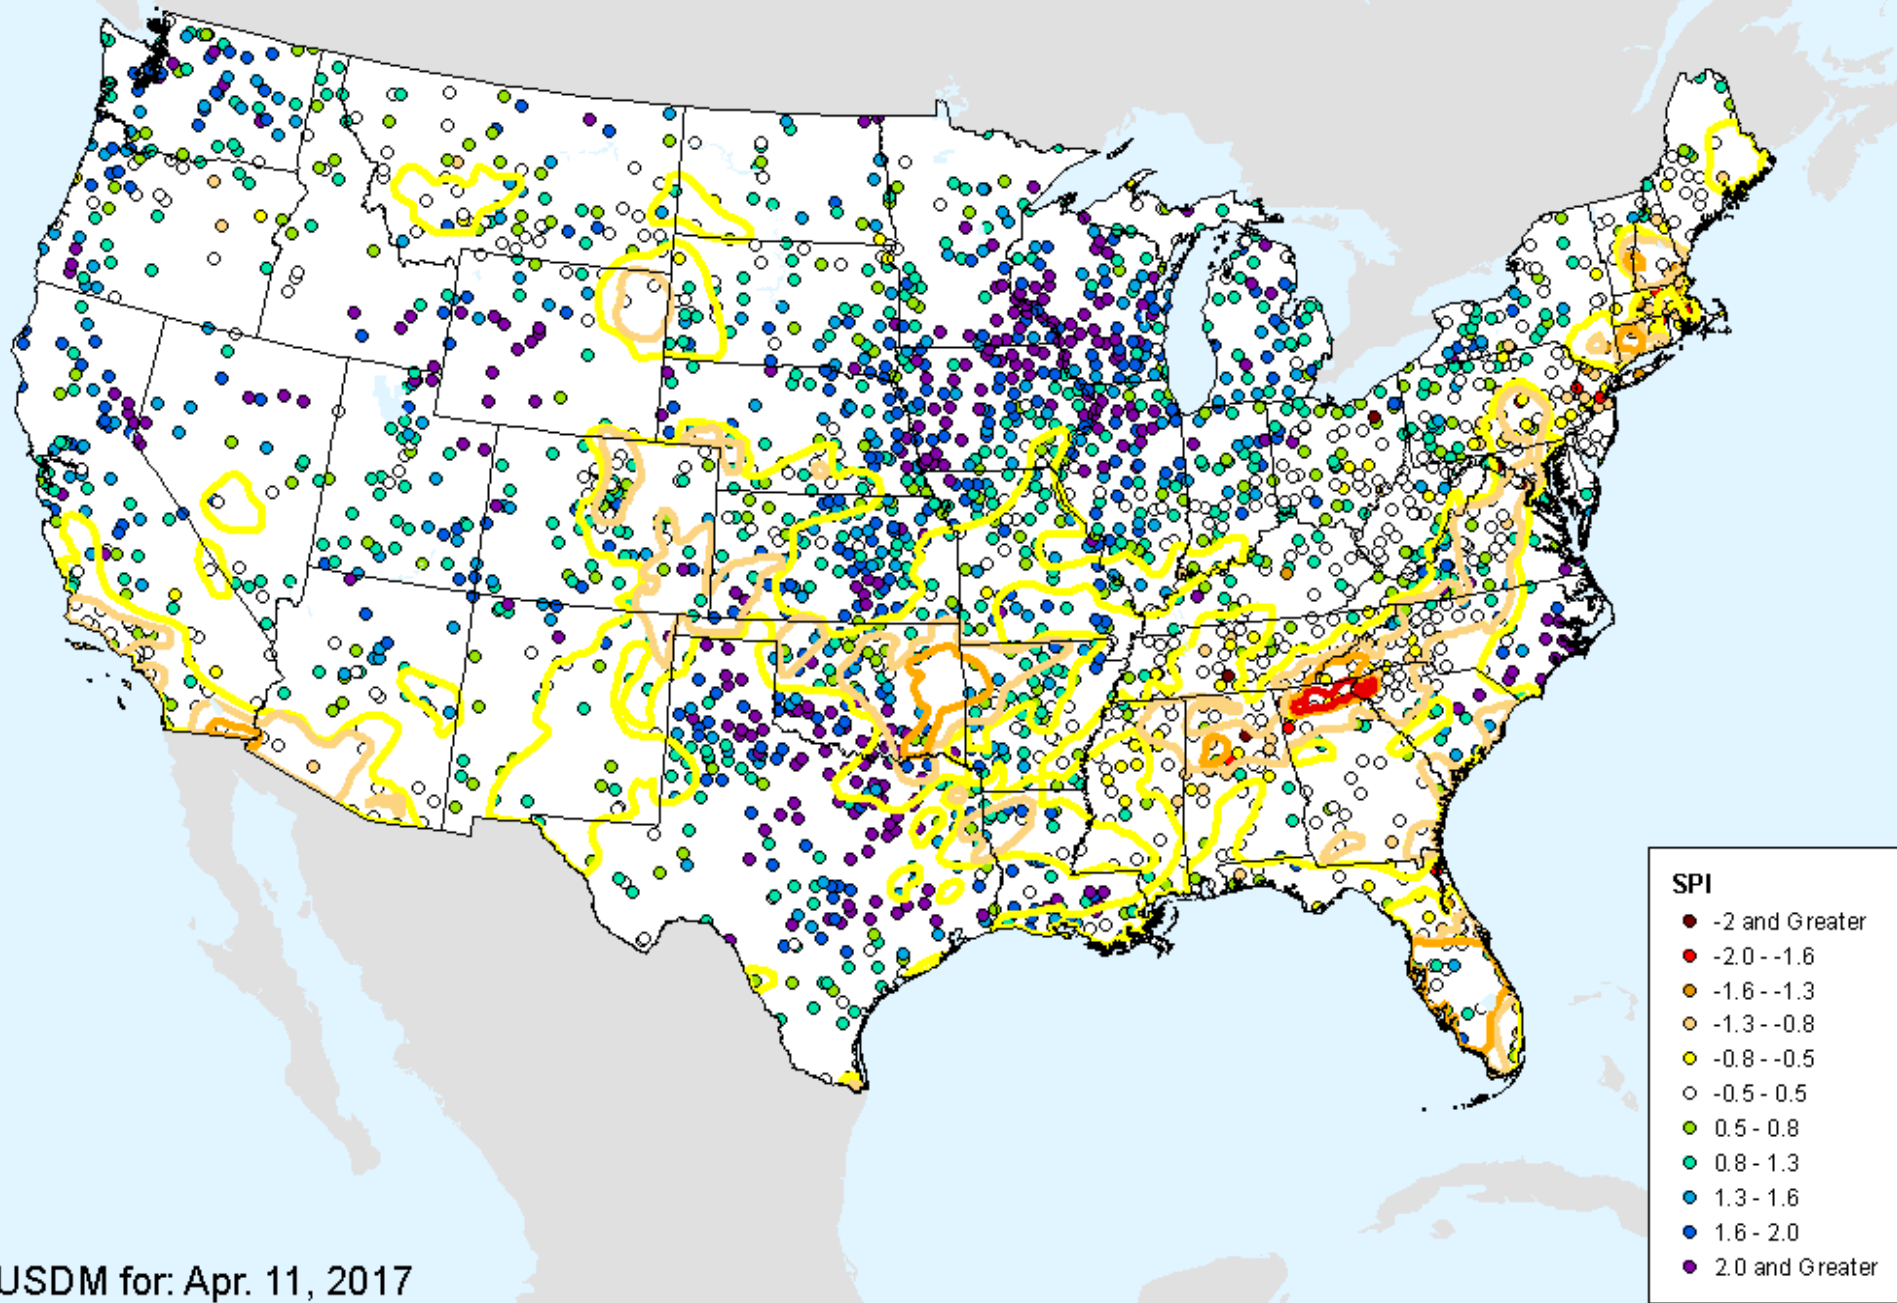 SPI
-2 and Greater
-2.0 - -1.6
-1.6 - -1.3
-1.3 - -0.8
-0.8 - -0.5
-0.5 - 0.5
0.5 - 0.8
0.8 - 1.3
1.3 - 1.6
1.6 - 2.0
2.0 and Greater
USDM for: Apr. 11, 2017